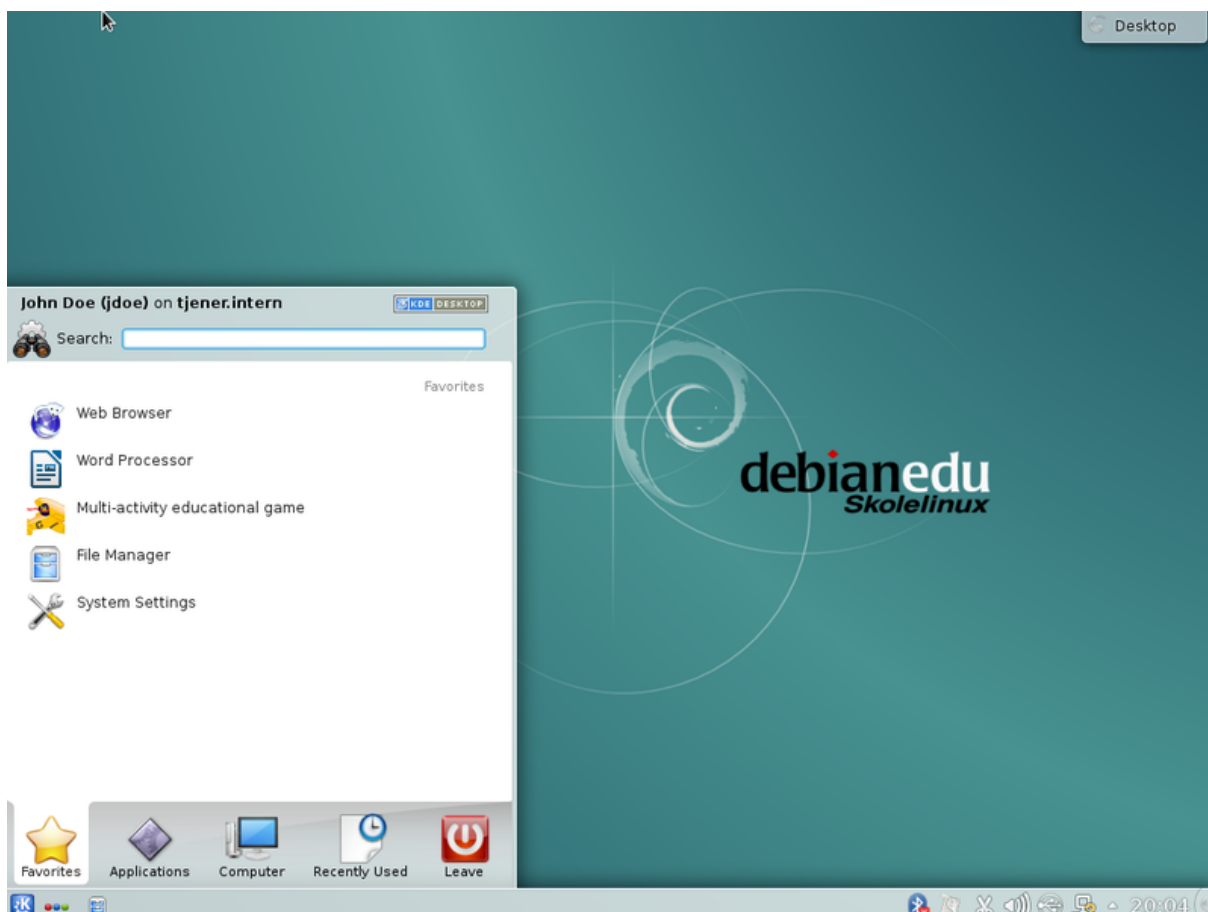 Desktop
John Doe (jdoe) on tjener.intern
KDE DESKTOP
Search:
Favorites
Web Browser
Word Processor
Multi-activity educational game
File Manager
System Settings
debianedu
Skolelinux
Favorites Applications Computer Recently Used Leave
20:04